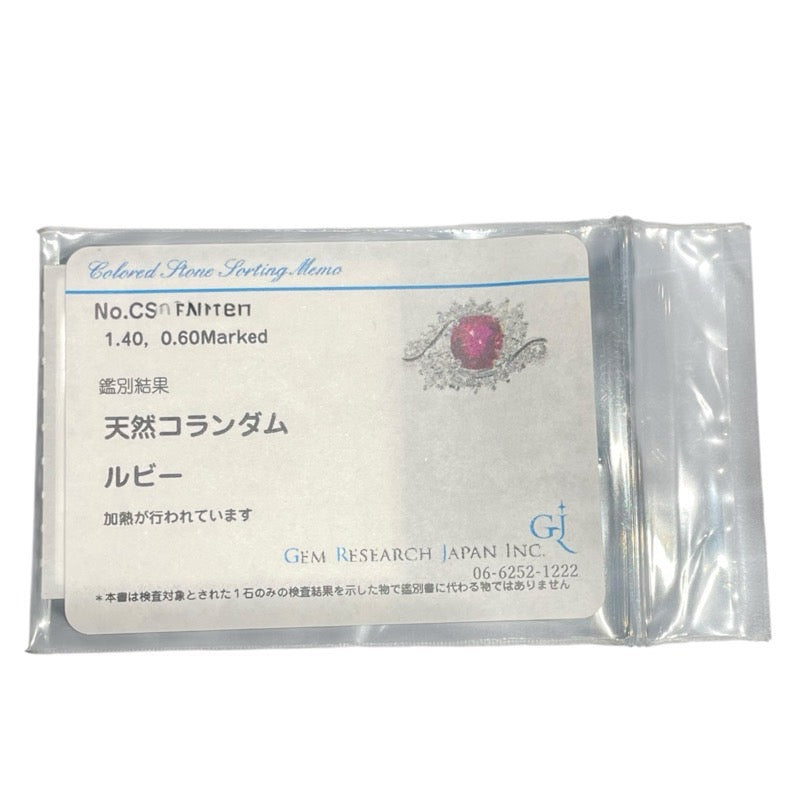 Colored Stone Sorting Memo
1.40, 0.60Marked
鑑別結果
天然コランダム
ルビー
加熱が行われています
GJ
GEM RESEARCH JAPAN INC.
06-6252-1222
*本書は検査対象とされた1石のみの検査結果を示した物で鑑別書に代わる物ではありません